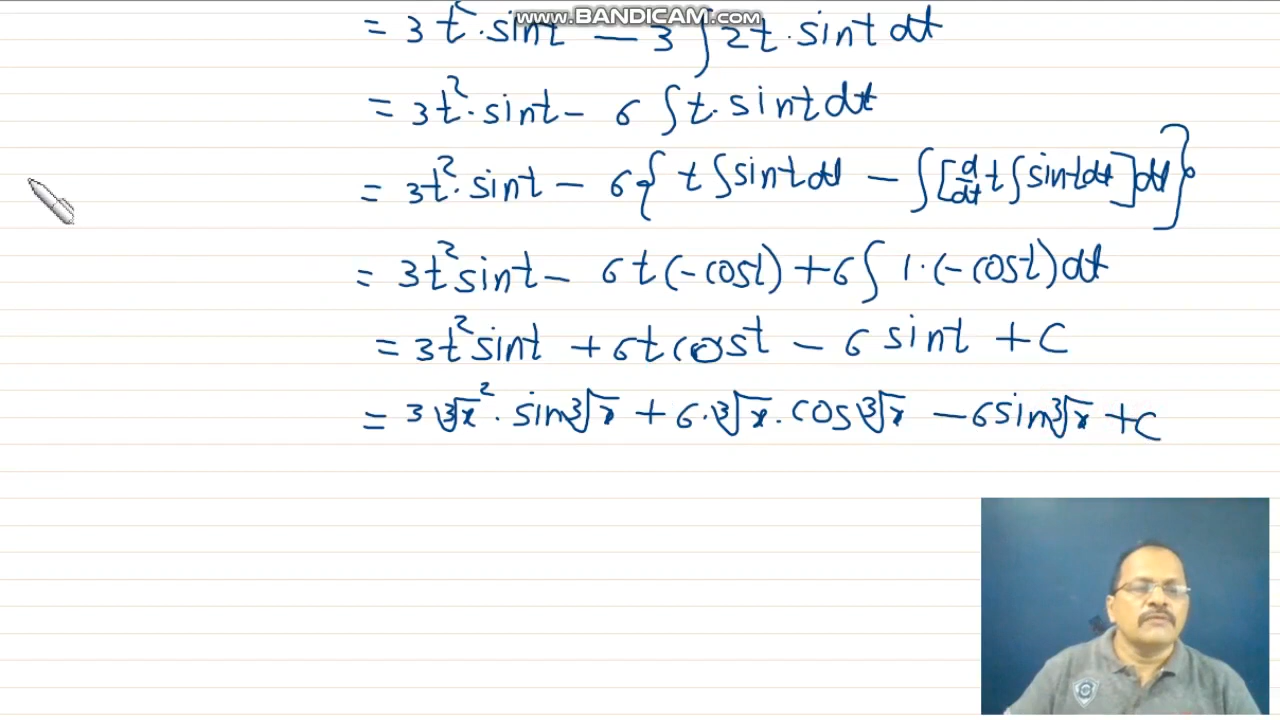 www.BANDICAM.com
= 3t²·sint - 3∫2t·sint dt
= 3t²·sint - 6∫t·sint dt
= 3t²·sint - 6{t∫sint dt - ∫[d/dt t∫sint dt]dt}
= 3t²sint - 6t(-cost) + 6∫1·(-cost)dt
= 3t²sint + 6t cost - 6 sint + C
= 3∛x²·sin∛x + 6·∛x·cos∛x - 6sin∛x + C